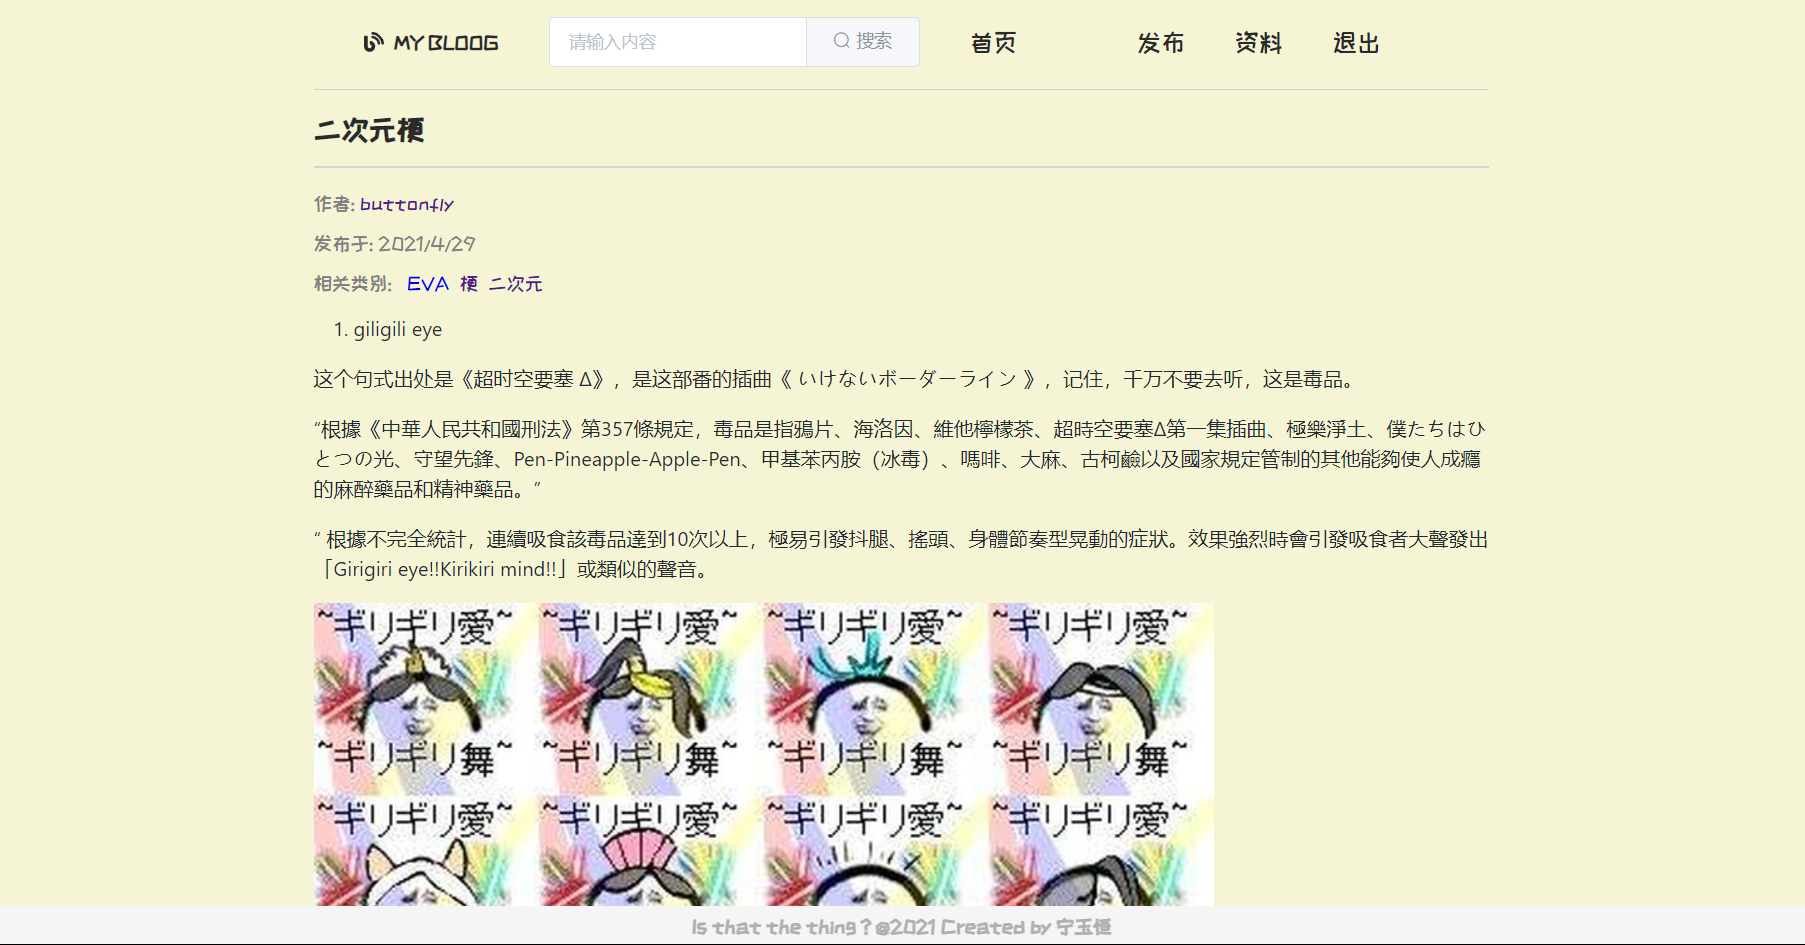 MY BLOOG
请输入内容
搜索
首页
发布
资料
退出
二次元梗
作者: buttonfly
发布于: 2021/4/29
相关类别: EVA 梗 二次元
1. giligili eye
这个句式出处是《超时空要塞 Δ》，是这部番的插曲《 いけないボーダーライン 》，记住，千万不要去听，这是毒品。
“根據《中華人民共和國刑法》第357條規定，毒品是指鴉片、海洛因、維他檸檬茶、超時空要塞Δ第一集插曲、極樂淨土、僕たちはひ
とつの光、守望先鋒、Pen-Pineapple-Apple-Pen、甲基苯丙胺（冰毒）、嗎啡、大麻、古柯鹼以及國家規定管制的其他能夠使人成癮
的麻醉藥品和精神藥品。”
“ 根據不完全統計，連續吸食該毒品達到10次以上，極易引發抖腿、搖頭、身體節奏型晃動的症狀。效果強烈時會引發吸食者大聲發出
「Girigiri eye!!Kirikiri mind!!」或類似的聲音。
~ギリギリ愛~ ~ギリギリ愛~ ~ギリギリ愛~ ~ギリギリ愛~
~ギリギリ舞~ ~ギリギリ舞~ ~ギリギリ舞~ ~ギリギリ舞~
~ギリギリ愛~ ~ギリギリ愛~ ~ギリギリ愛~ ~ギリギリ愛~
Is that the thing？@2021 Created by 宁玉恒